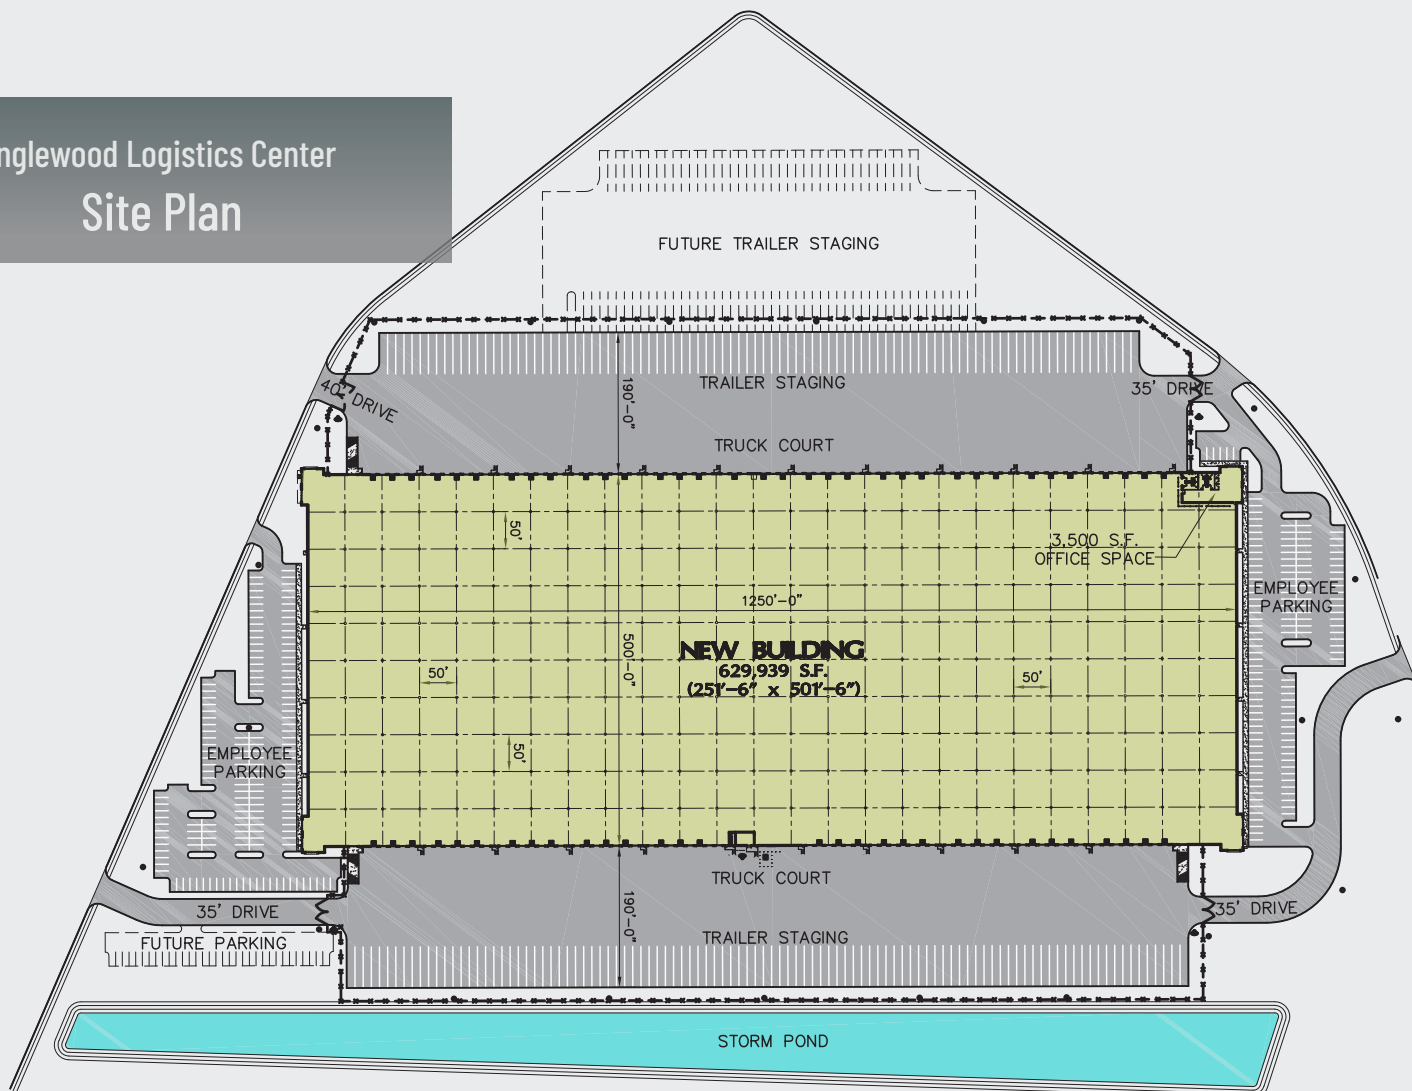 nglewood Logistics Center
Site Plan
FUTURE TRAILER STAGING
TRAILER STAGING
190'-0"
40' DRIVE
35' DRIVE
TRUCK COURT
50'
3,500 S.F.
OFFICE SPACE
1250'-0"
EMPLOYEE
PARKING
500'-0"
NEW BUILDING
629,939 S.F.
(251'-6" x 501'-6")
50'
50'
50'
EMPLOYEE
PARKING
TRUCK COURT
190'-0"
35' DRIVE
35' DRIVE
TRAILER STAGING
FUTURE PARKING
STORM POND